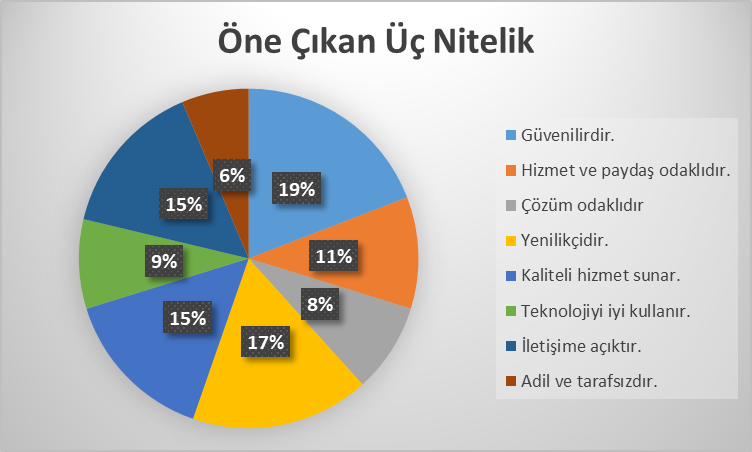 Öne Çıkan Üç Nitelik
6%
19%
15%
11%
9%
8%
15%
17%
Güvenilirdir.
Hizmet ve paydaş odaklıdır.
Çözüm odaklıdır
Yenilikçidir.
Kaliteli hizmet sunar.
Teknolojiyi iyi kullanır.
İletişime açıktır.
Adil ve tarafsızdır.